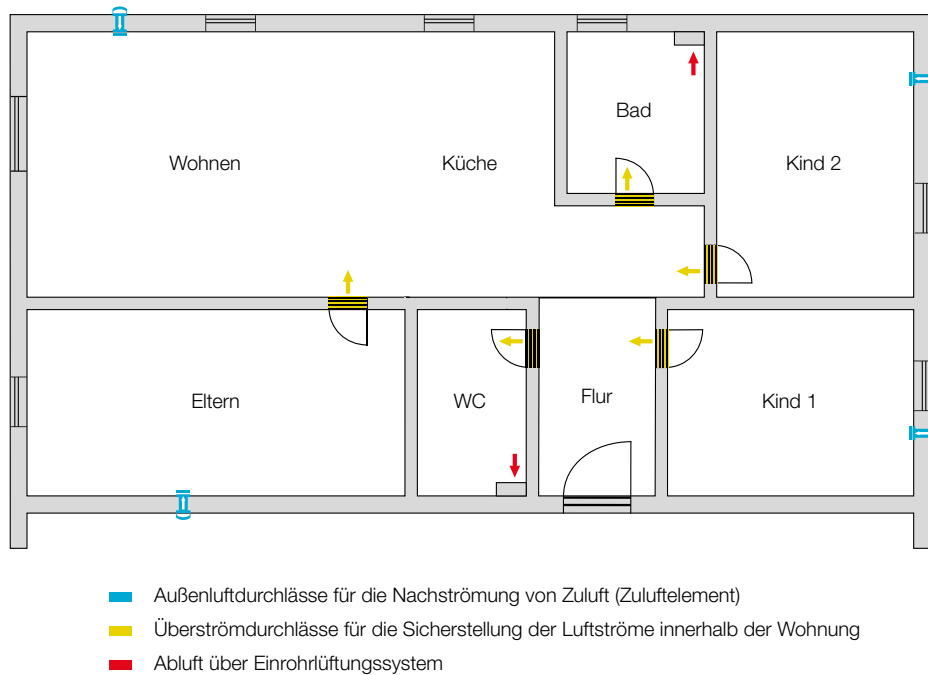 Bad
Wohnen
Küche
Kind 2
Eltern
WC
Flur
Kind 1
Außenluftdurchlässe für die Nachströmung von Zuluft (Zuluftelement)
Überströmdurchlässe für die Sicherstellung der Luftströme innerhalb der Wohnung
Abluft über Einrohrlüftungssystem